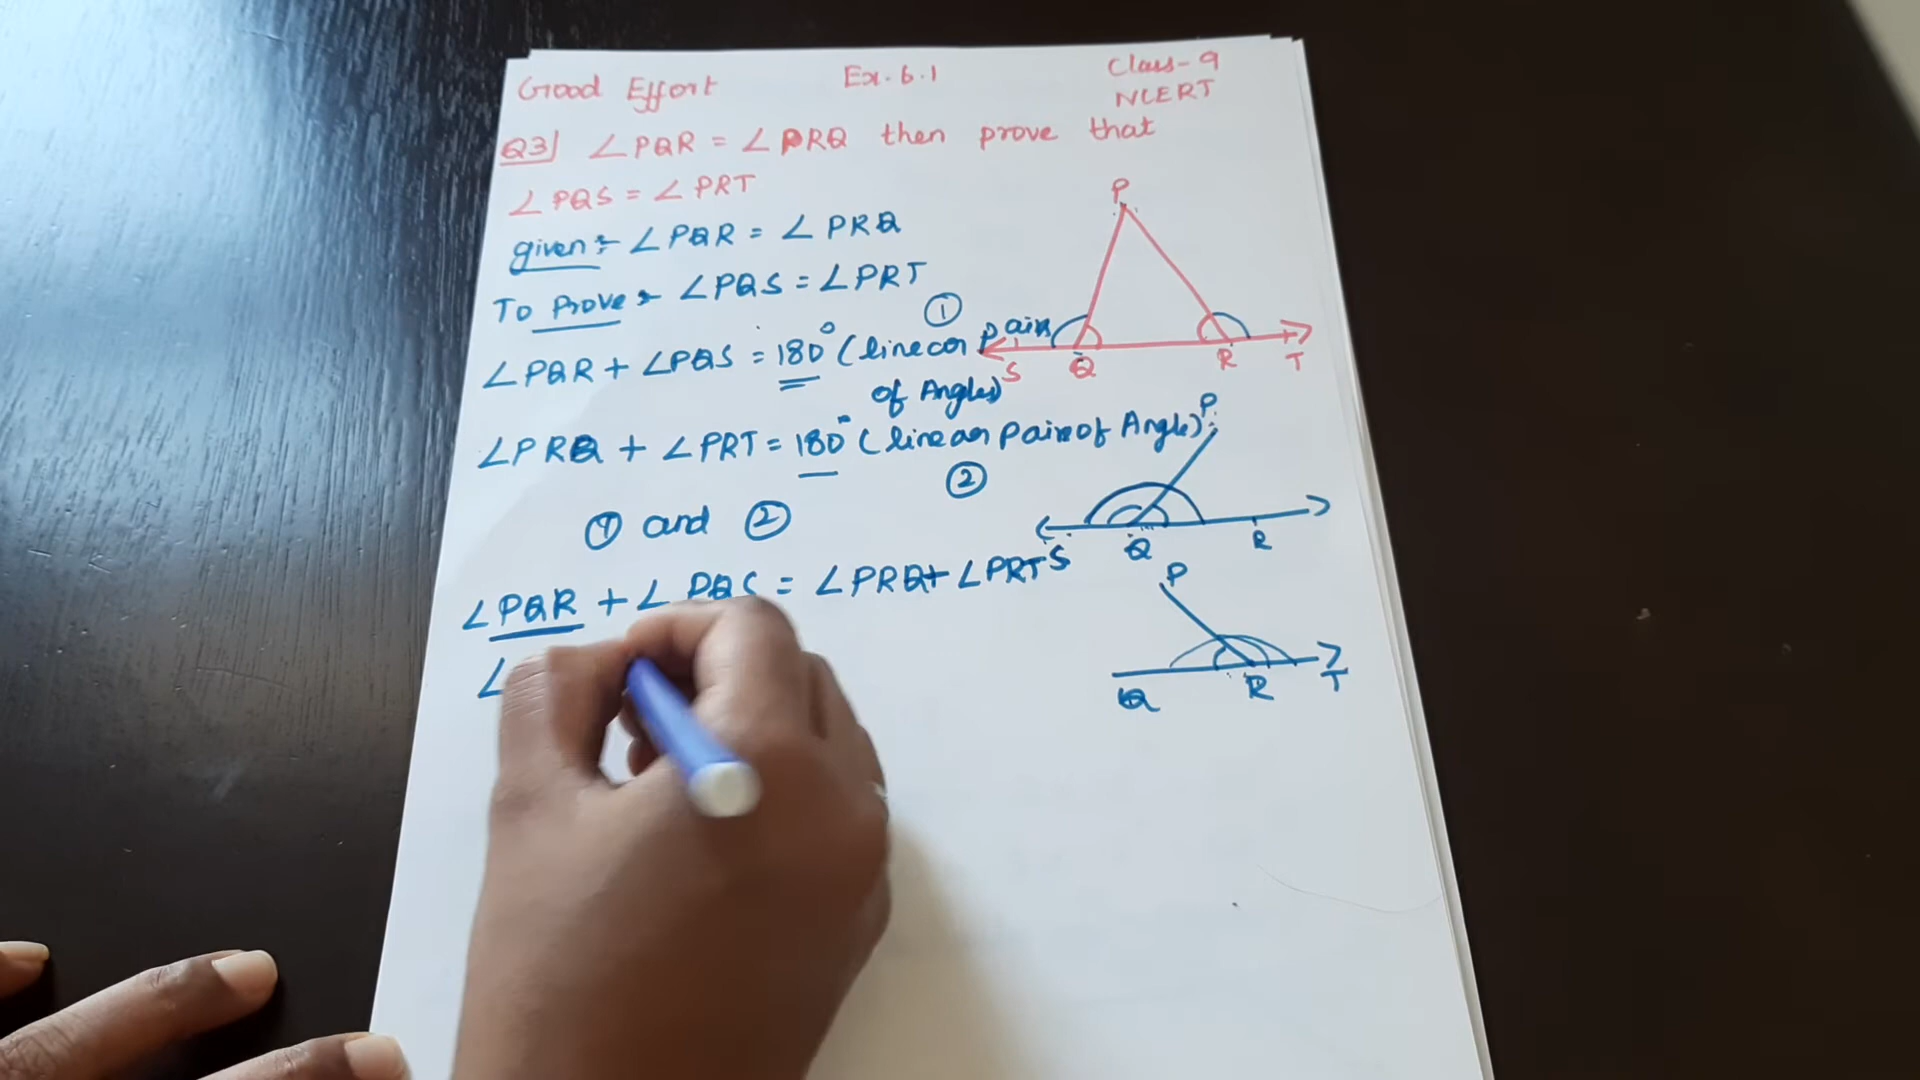 Good Effort Ex. 6.1 Class-9
NCERT
Q3) ∠PQR = ∠PRQ then prove that
∠PQS = ∠PRT
given:- ∠PQR = ∠PRQ
To Prove:- ∠PQS = ∠PRT
①
∠PQR + ∠PQS = 180° (linear Pair
of Angles)
∠PRQ + ∠PRT = 180° (linear Pair of Angle)
②
① and ②
∠PQR + ∠PQS = ∠PRQ + ∠PRT
∠
P
S Q R T
P
S Q R
P
Q R T